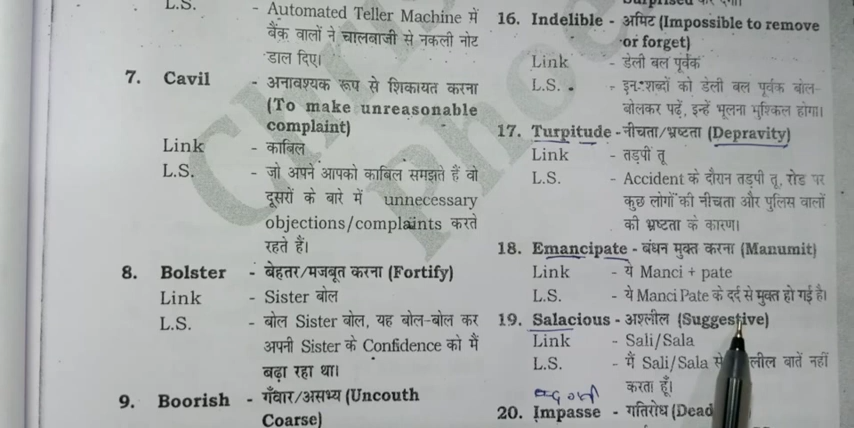 L.S. - Automated Teller Machine में
बैंक वालों ने चालबाजी से नकली नोट
डाल दिए।
7. Cavil - अनावश्यक रूप से शिकायत करना
(To make unreasonable
complaint)
Link - काबिल
L.S. - जो अपने आपको काबिल समझते हैं वो
दूसरों के बारे में unnecessary
objections/complaints करते
रहते हैं।
8. Bolster - बेहतर/मजबूत करना (Fortify)
Link - Sister बोल
L.S. - बोल Sister बोल, यह बोल-बोल कर
अपनी Sister के Confidence को मैं
बढ़ा रहा था।
9. Boorish - गँवार/असभ्य (Uncouth
Coarse)
16. Indelible - अमिट (Impossible to remove
or forget)
Link - डेली बल पूर्वक
L.S. - इन शब्दों को डेली बल पूर्वक बोल-
बोलकर पढ़ें, इन्हें भूलना मुश्किल होगा।
17. Turpitude - नीचता/भ्रष्टता (Depravity)
Link - तड़पी तू
L.S. - Accident के दौरान तड़पी तू, रोड पर
कुछ लोगों की नीचता और पुलिस वालों
की भ्रष्टता के कारण।
18. Emancipate - बंधन मुक्त करना (Manumit)
Link - ये Manci + pate
L.S. - ये Manci Pate के दर्द से मुक्त हो गई है।
19. Salacious - अश्लील (Suggestive)
Link - Sali/Sala
L.S. - मैं Sali/Sala से बातें नहीं
करता हूँ।
20. Impasse - गतिरोध (Dead